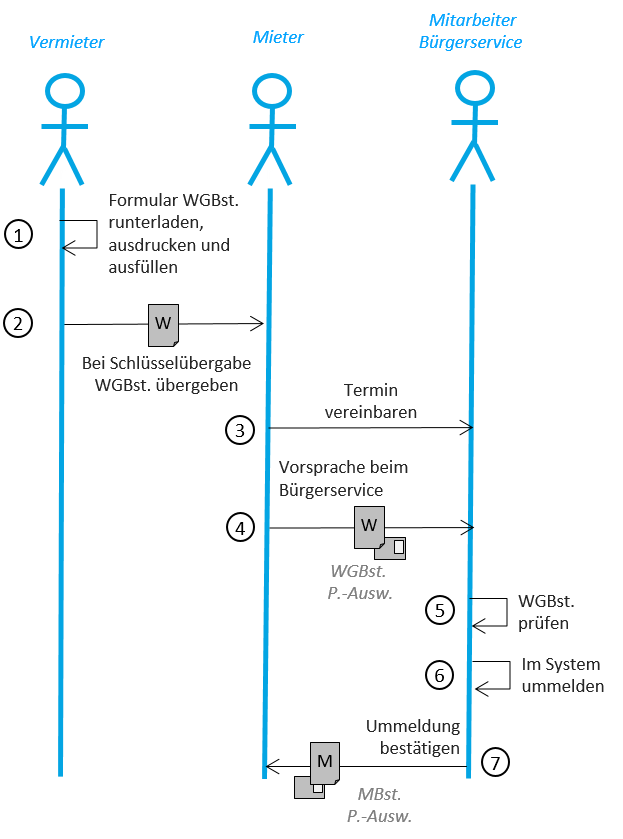 Vermieter
Mieter
Mitarbeiter
Bürgerservice
1
Formular WGBst.
runterladen,
ausdrucken und
ausfüllen
2
W
Bei Schlüsselübergabe
WGBst. übergeben
3
Termin
vereinbaren
Vorsprache beim
Bürgerservice
4
W
WGBst.
P.-Ausw.
5
WGBst.
prüfen
6
Im System
ummelden
Ummeldung
bestätigen
7
M
MBst.
P.-Ausw.